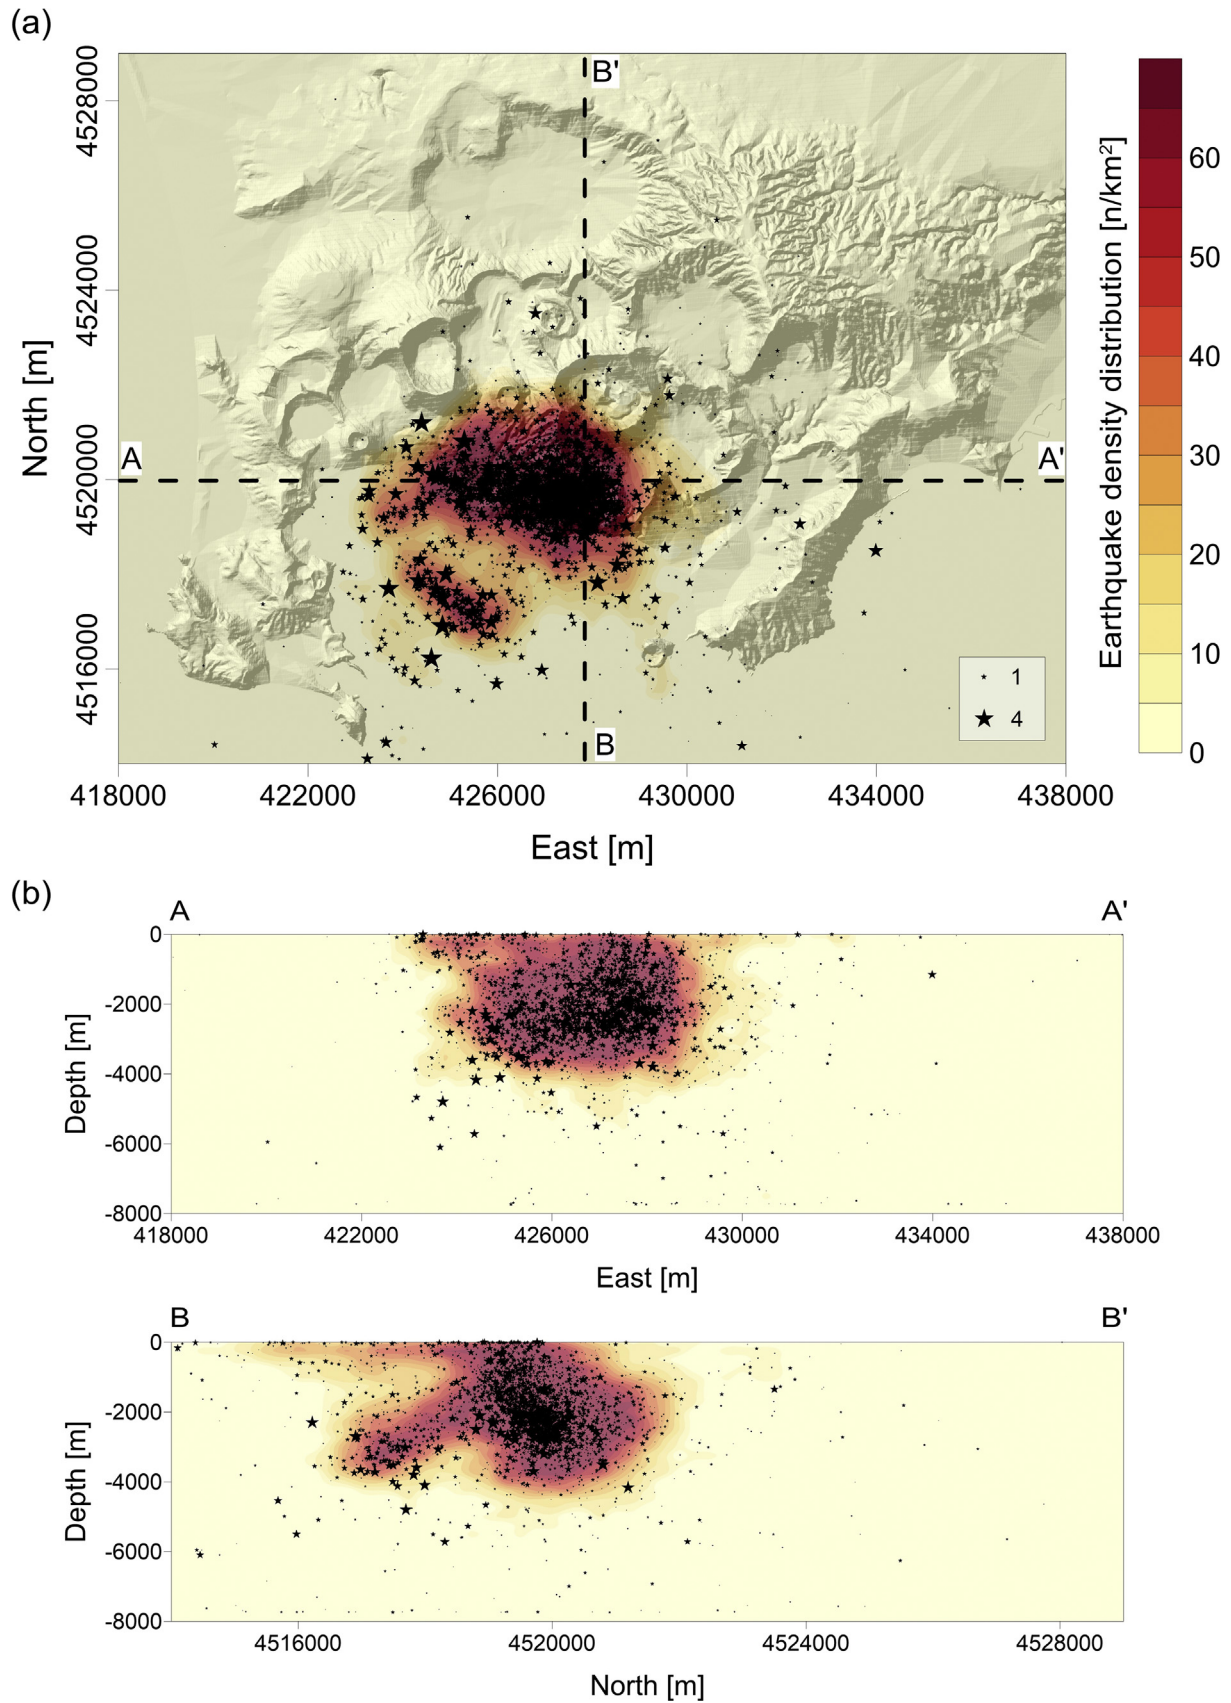 (a)
B'
A
A'
B
4528000
4524000
4520000
4516000
North [m]
418000 422000 426000 430000 434000 438000
East [m]
1
4
60
50
40
30
20
10
0
Earthquake density distribution [n/km²]
(b)
A A'
0
-2000
-4000
-6000
-8000
Depth [m]
418000 422000 426000 430000 434000 438000
East [m]
B B'
0
-2000
-4000
-6000
-8000
Depth [m]
4516000 4520000 4524000 4528000
North [m]